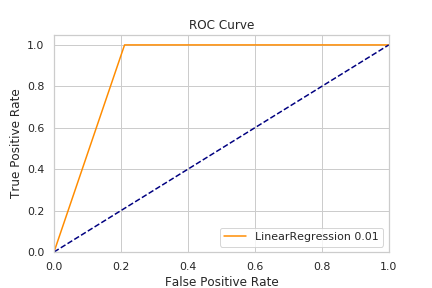 ROC Curve
1.0
0.8
0.6
0.4
0.2
0.0
True Positive Rate
LinearRegression 0.01
0.0 0.2 0.4 0.6 0.8 1.0
False Positive Rate